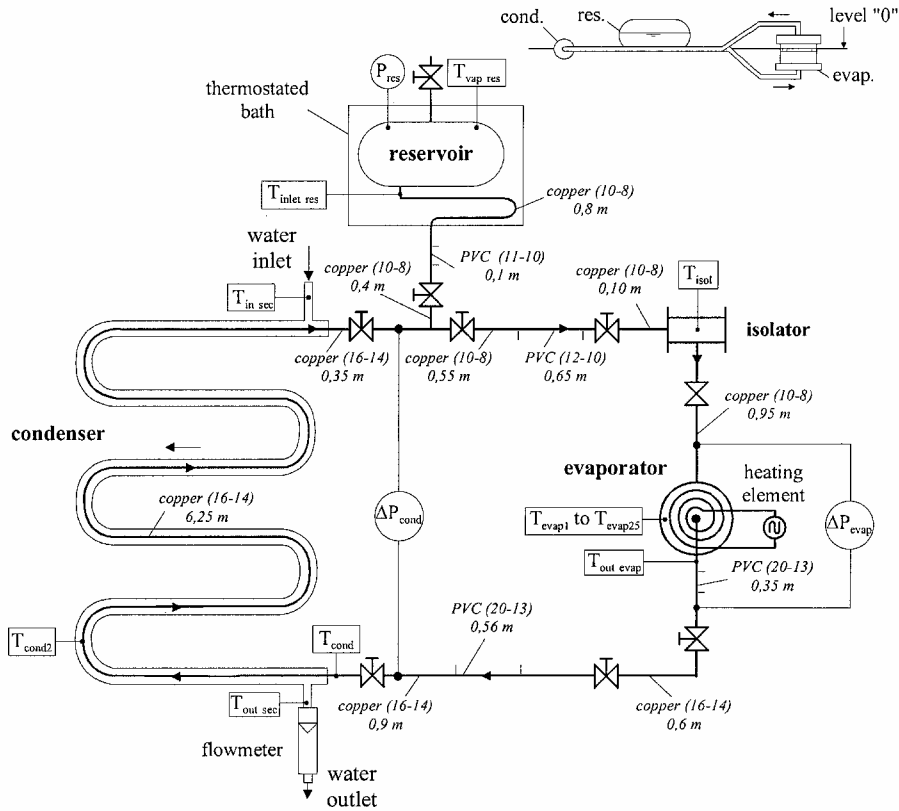 cond.
res.
level "0"
evap.
P res
T vap res
thermostated
bath
reservoir
T inlet res
copper (10-8)
0,8 m
water
inlet
PVC (11-10)
0,1 m
copper (10-8)
0,4 m
copper (10-8)
0,10 m
T in sec
T isol
isolator
copper (16-14)
0,35 m
copper (10-8)
0,55 m
PVC (12-10)
0,65 m
copper (10-8)
0,95 m
condenser
evaporator
heating
element
copper (16-14)
6,25 m
ΔP cond
T evap1 to T evap25
ΔP evap
T out evap
PVC (20-13)
0,35 m
PVC (20-13)
0,56 m
T cond2
T cond
copper (16-14)
0,9 m
copper (16-14)
0,6 m
T out sec
flowmeter
water
outlet